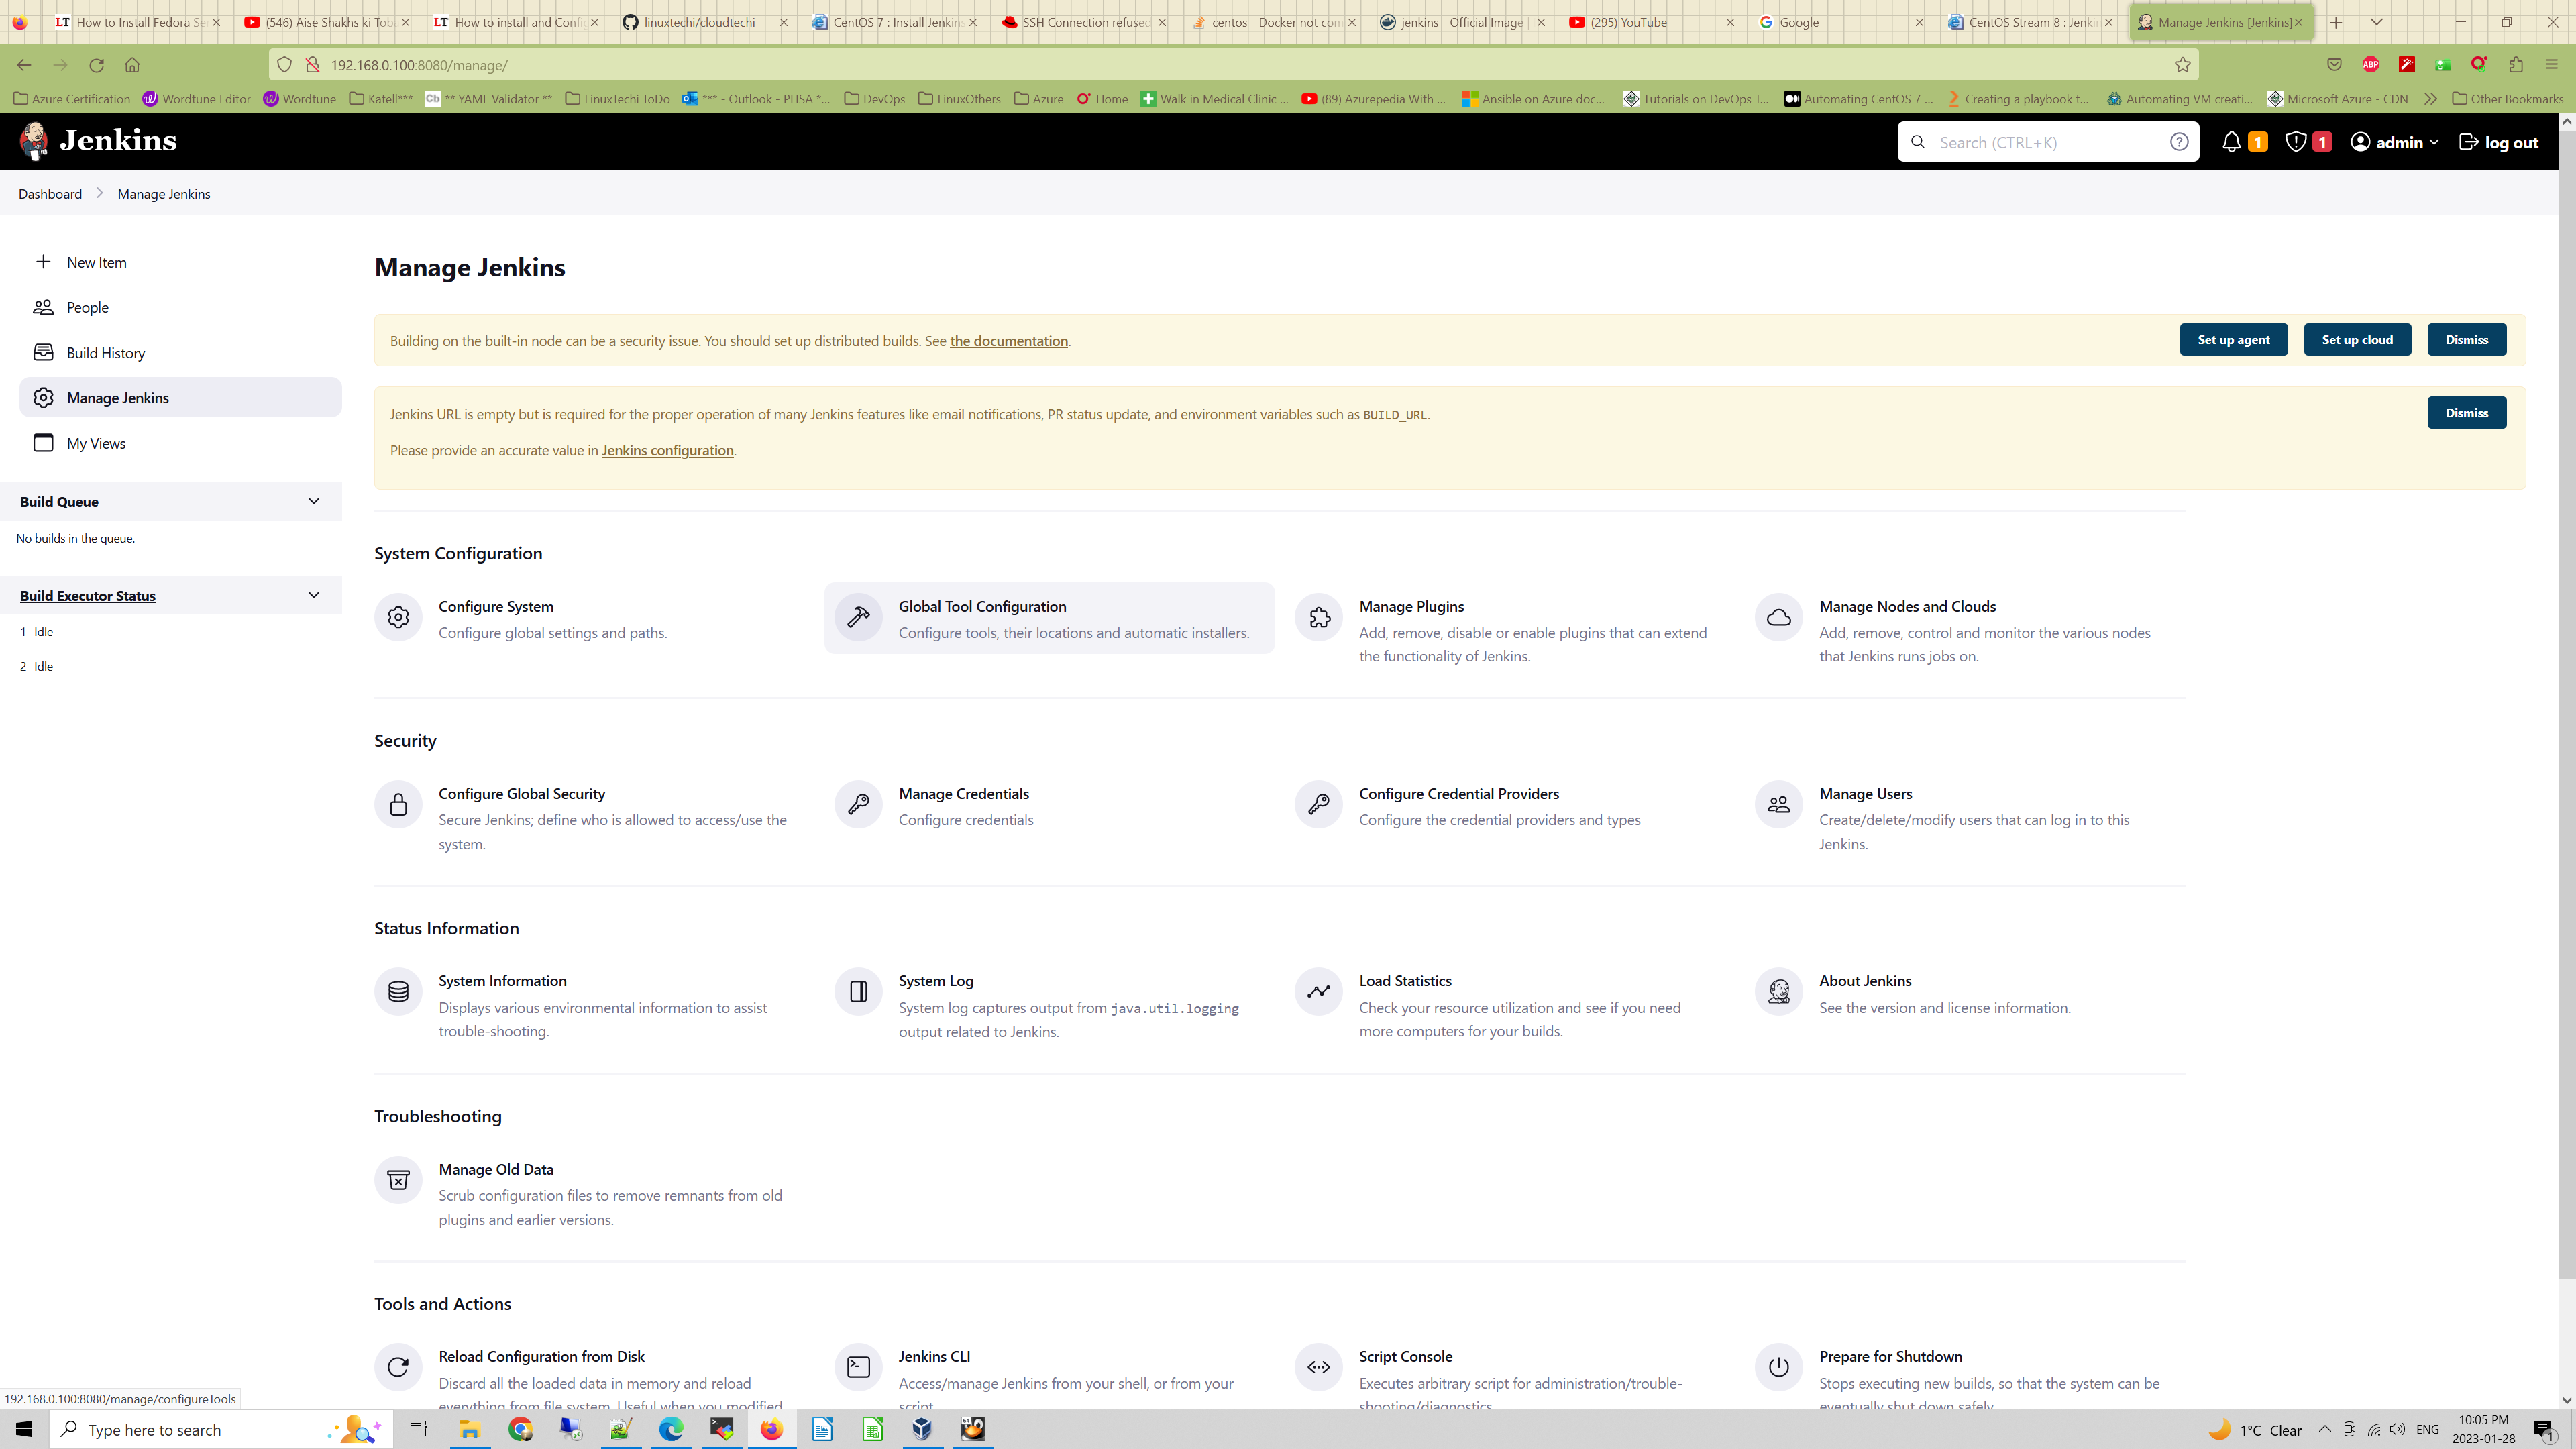 How to Install Fedora Se
(546) Aise Shakhs ki Tob
How to install and Config
linuxtechi/cloudtechi
CentOS 7 : Install Jenkins
SSH Connection refused
centos - Docker not com
jenkins - Official Image |
(295) YouTube
Google
CentOS Stream 8 : Jenkin
Manage Jenkins [Jenkins]
192.168.0.100:8080/manage/
Azure Certification
Wordtune Editor
Wordtune
Katell***
** YAML Validator **
LinuxTechi ToDo
*** - Outlook - PHSA *...
DevOps
LinuxOthers
Azure
Home
Walk in Medical Clinic ...
(89) Azurepedia With ...
Ansible on Azure doc...
Tutorials on DevOps T...
Automating CentOS 7 ...
Creating a playbook t...
Automating VM creati...
Microsoft Azure - CDN
Other Bookmarks
Jenkins
Search (CTRL+K)
1
1
admin
log out
Dashboard
Manage Jenkins
New Item
People
Build History
Manage Jenkins
My Views
Build Queue
No builds in the queue.
Build Executor Status
1 Idle
2 Idle
Manage Jenkins
Building on the built-in node can be a security issue. You should set up distributed builds. See the documentation.
Set up agent
Set up cloud
Dismiss
Jenkins URL is empty but is required for the proper operation of many Jenkins features like email notifications, PR status update, and environment variables such as BUILD_URL.
Dismiss
Please provide an accurate value in Jenkins configuration.
System Configuration
Configure System
Configure global settings and paths.
Global Tool Configuration
Configure tools, their locations and automatic installers.
Manage Plugins
Add, remove, disable or enable plugins that can extend
the functionality of Jenkins.
Manage Nodes and Clouds
Add, remove, control and monitor the various nodes
that Jenkins runs jobs on.
Security
Configure Global Security
Secure Jenkins; define who is allowed to access/use the
system.
Manage Credentials
Configure credentials
Configure Credential Providers
Configure the credential providers and types
Manage Users
Create/delete/modify users that can log in to this
Jenkins.
Status Information
System Information
Displays various environmental information to assist
trouble-shooting.
System Log
System log captures output from java.util.logging
output related to Jenkins.
Load Statistics
Check your resource utilization and see if you need
more computers for your builds.
About Jenkins
See the version and license information.
Troubleshooting
Manage Old Data
Scrub configuration files to remove remnants from old
plugins and earlier versions.
Tools and Actions
Reload Configuration from Disk
Discard all the loaded data in memory and reload
everything from file system. Useful when you modified
Jenkins CLI
Access/manage Jenkins from your shell, or from your
script.
Script Console
Executes arbitrary script for administration/trouble-
shooting/diagnostics.
Prepare for Shutdown
Stops executing new builds, so that the system can be
eventually shut down safely.
192.168.0.100:8080/manage/configureTools
Type here to search
1°C Clear
ENG
10:05 PM
2023-01-28
1